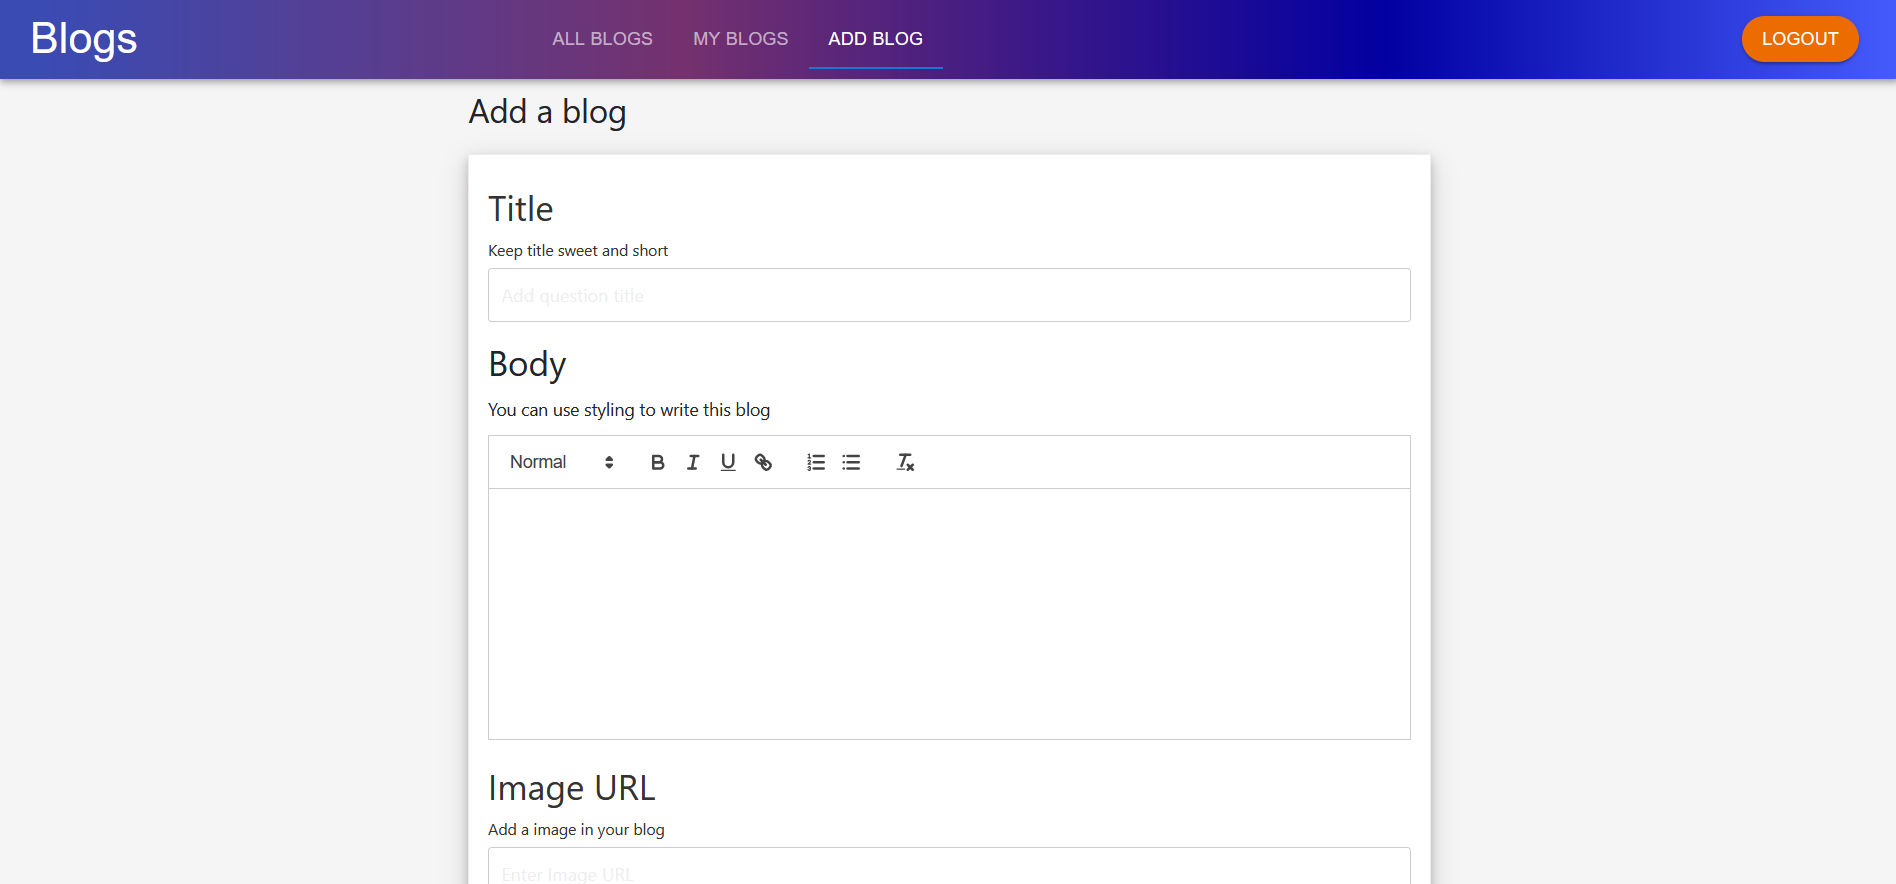 Blogs
ALL BLOGS
MY BLOGS
ADD BLOG
LOGOUT
Add a blog
Title
Keep title sweet and short
Add question title
Body
You can use styling to write this blog
Normal
Image URL
Add a image in your blog
Enter Image URL